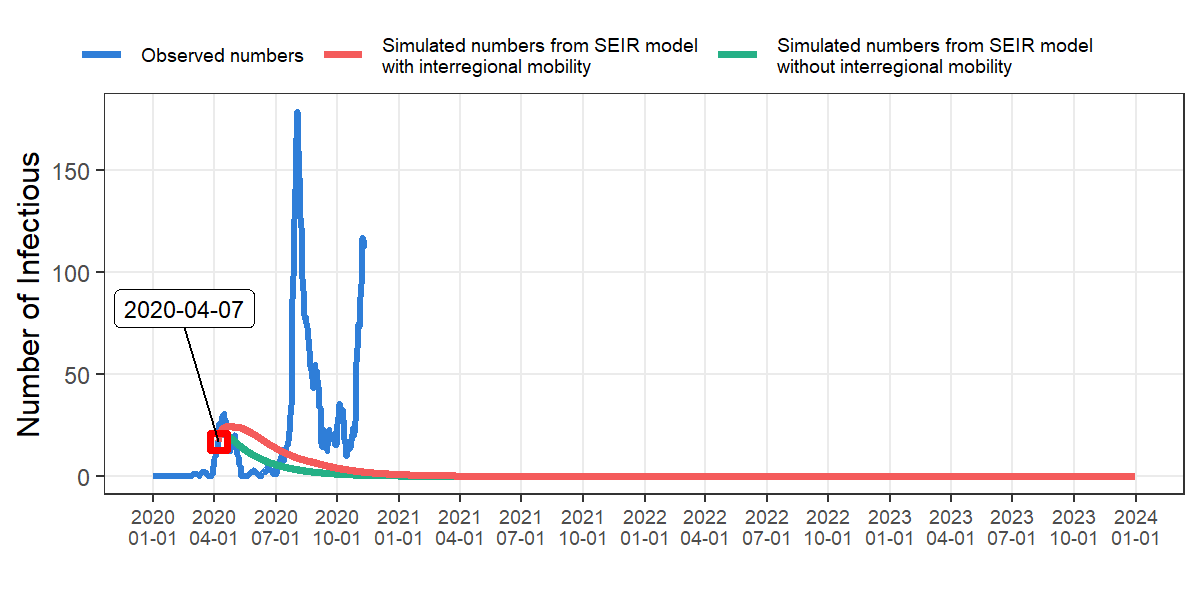 Observed numbers
Simulated numbers from SEIR model
with interregional mobility
Simulated numbers from SEIR model
without interregional mobility
Number of Infectious
150
100
50
0
2020-04-07
2020 2020 2020 2020 2021 2021 2021 2021 2022 2022 2022 2022 2023 2023 2023 2023 2024
01-01 04-01 07-01 10-01 01-01 04-01 07-01 10-01 01-01 04-01 07-01 10-01 01-01 04-01 07-01 10-01 01-01